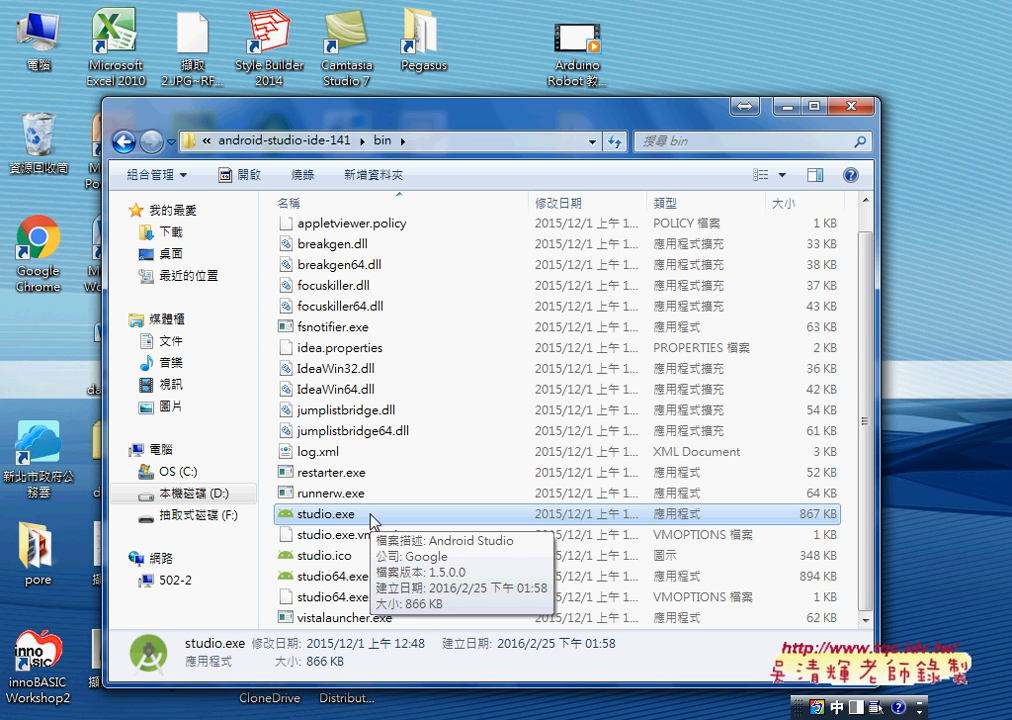 電腦
Microsoft
Excel 2010
擷取
2.JPG~RF...
Style Builder
2014
Camtasia
Studio 7
Pegasus
Arduino
Robot 教...
資源回收筒
Google
Chrome
新北市政府公
務雲
pore
innoBASIC
Workshop2
CloneDrive
Distribut...
« android-studio-ide-141 ▸ bin ▸
搜尋 bin
組合管理 ▼
開啟
燒錄
新增資料夾
我的最愛
下載
桌面
最近的位置
媒體櫃
文件
音樂
視訊
圖片
電腦
OS (C:)
本機磁碟 (D:)
抽取式磁碟 (F:)
網路
502-2
名稱 修改日期 類型 大小
appletviewer.policy 2015/12/1 上午 1... POLICY 檔案 1 KB
breakgen.dll 2015/12/1 上午 1... 應用程式擴充 33 KB
breakgen64.dll 2015/12/1 上午 1... 應用程式擴充 38 KB
focuskiller.dll 2015/12/1 上午 1... 應用程式擴充 37 KB
focuskiller64.dll 2015/12/1 上午 1... 應用程式擴充 43 KB
fsnotifier.exe 2015/12/1 上午 1... 應用程式 63 KB
idea.properties 2015/12/1 上午 1... PROPERTIES 檔案 2 KB
IdeaWin32.dll 2015/12/1 上午 1... 應用程式擴充 36 KB
IdeaWin64.dll 2015/12/1 上午 1... 應用程式擴充 42 KB
jumplistbridge.dll 2015/12/1 上午 1... 應用程式擴充 54 KB
jumplistbridge64.dll 2015/12/1 上午 1... 應用程式擴充 61 KB
log.xml 2015/12/1 上午 1... XML Document 3 KB
restarter.exe 2015/12/1 上午 1... 應用程式 52 KB
runnerw.exe 2015/12/1 上午 1... 應用程式 64 KB
studio.exe 2015/12/1 上午 1... 應用程式 867 KB
studio.exe.vm 上午 1... VMOPTIONS 檔案 1 KB
studio.ico 上午 1... 圖示 348 KB
studio64.exe 上午 1... 應用程式 894 KB
studio64.exe. 上午 1... VMOPTIONS 檔案 1 KB
vistalauncher.exe 2015/12/1 上午 1... 應用程式 62 KB
檔案描述: Android Studio
公司: Google
檔案版本: 1.5.0.0
建立日期: 2016/2/25 下午 01:58
大小: 866 KB
studio.exe 修改日期: 2015/12/1 上午 12:48 建立日期: 2016/2/25 下午 01:58
應用程式 大小: 866 KB
吳清輝老師錄製
中